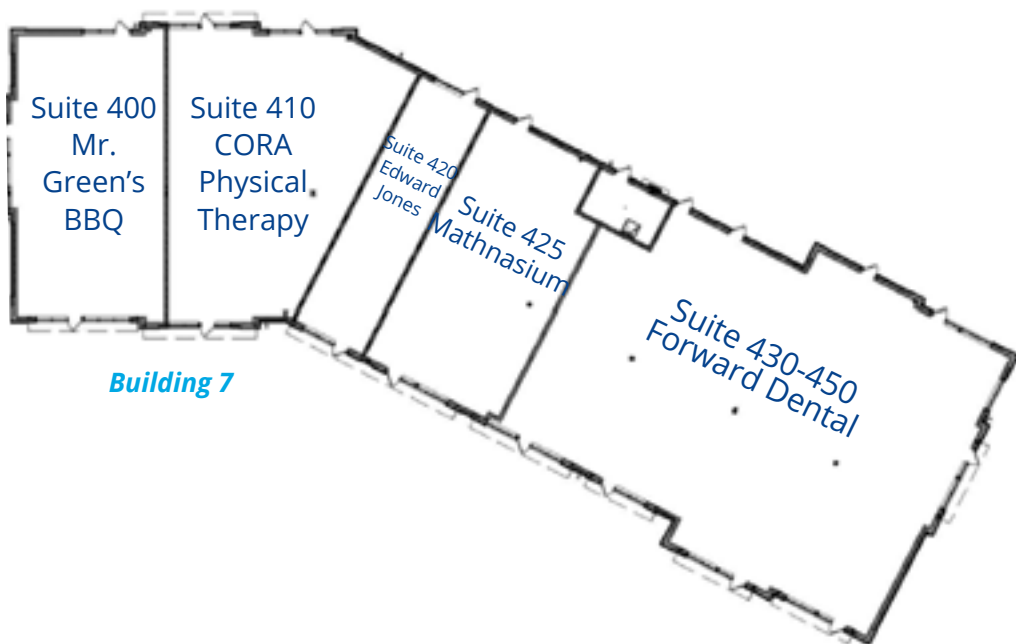 Suite 400
Mr.
Green's
BBQ
Suite 410
CORA
Physical
Therapy
Suite 420
Edward
Jones
Suite 425
Mathnasium
Suite 430-450
Forward Dental
Building 7